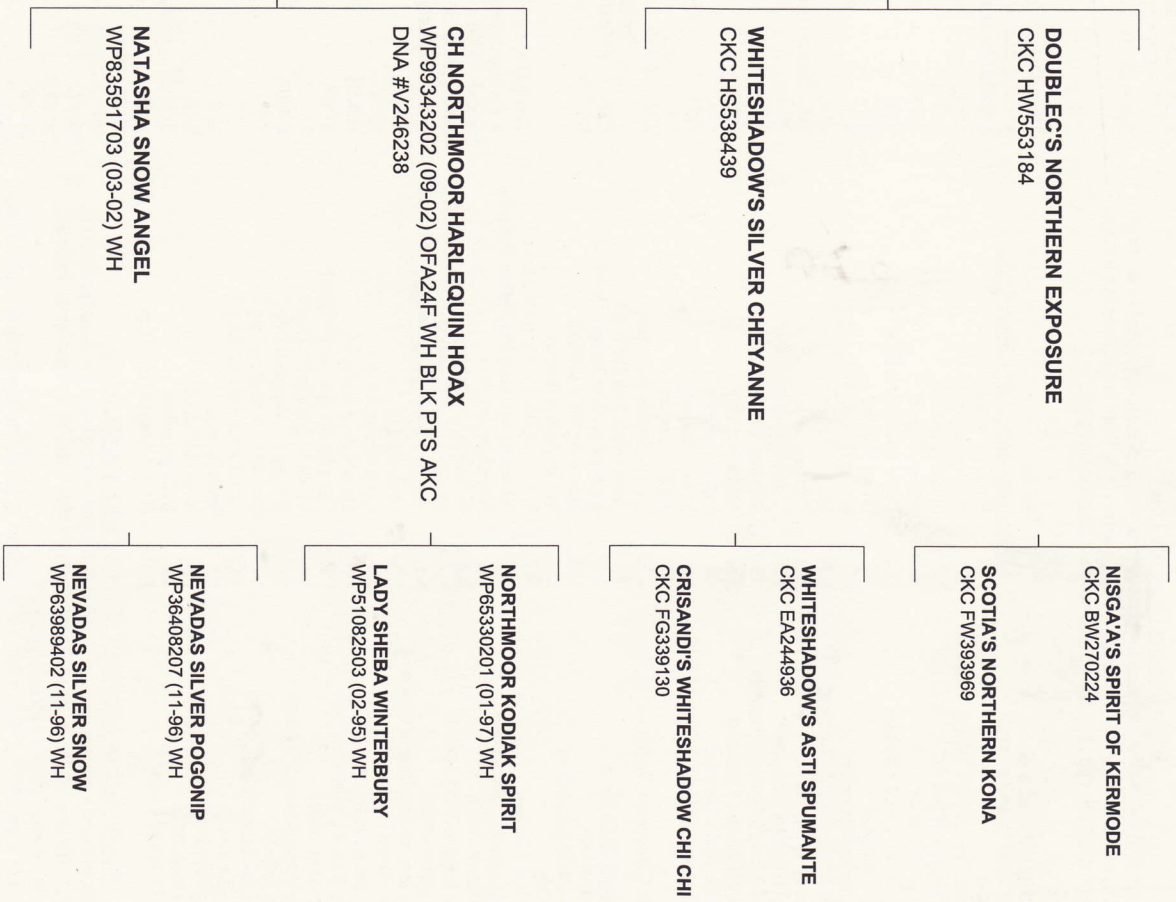 DOUBLEC'S NORTHERN EXPOSURE
CKC HW553184
NISGA'A'S SPIRIT OF KERMODE
CKC BW270224
SCOTIA'S NORTHERN KONA
CKC FW393969
WHITESHADOW'S SILVER CHEYANNE
CKC HS538439
WHITESHADOW'S ASTI SPUMANTE
CKC EA244936
CRISANDI'S WHITESHADOW CHI CHI
CKC FG339130
CH NORTHMOOR HARLEQUIN HOAX
WP99343202 (09-02) OFA24F WH BLK PTS AKC
DNA #V246238
NORTHMOOR KODIAK SPIRIT
WP65330201 (01-97) WH
LADY SHEBA WINTERBURY
WP51082503 (02-95) WH
NATASHA SNOW ANGEL
WP83591703 (03-02) WH
NEVADAS SILVER POGONIP
WP36408207 (11-96) WH
NEVADAS SILVER SNOW
WP63989402 (11-96) WH